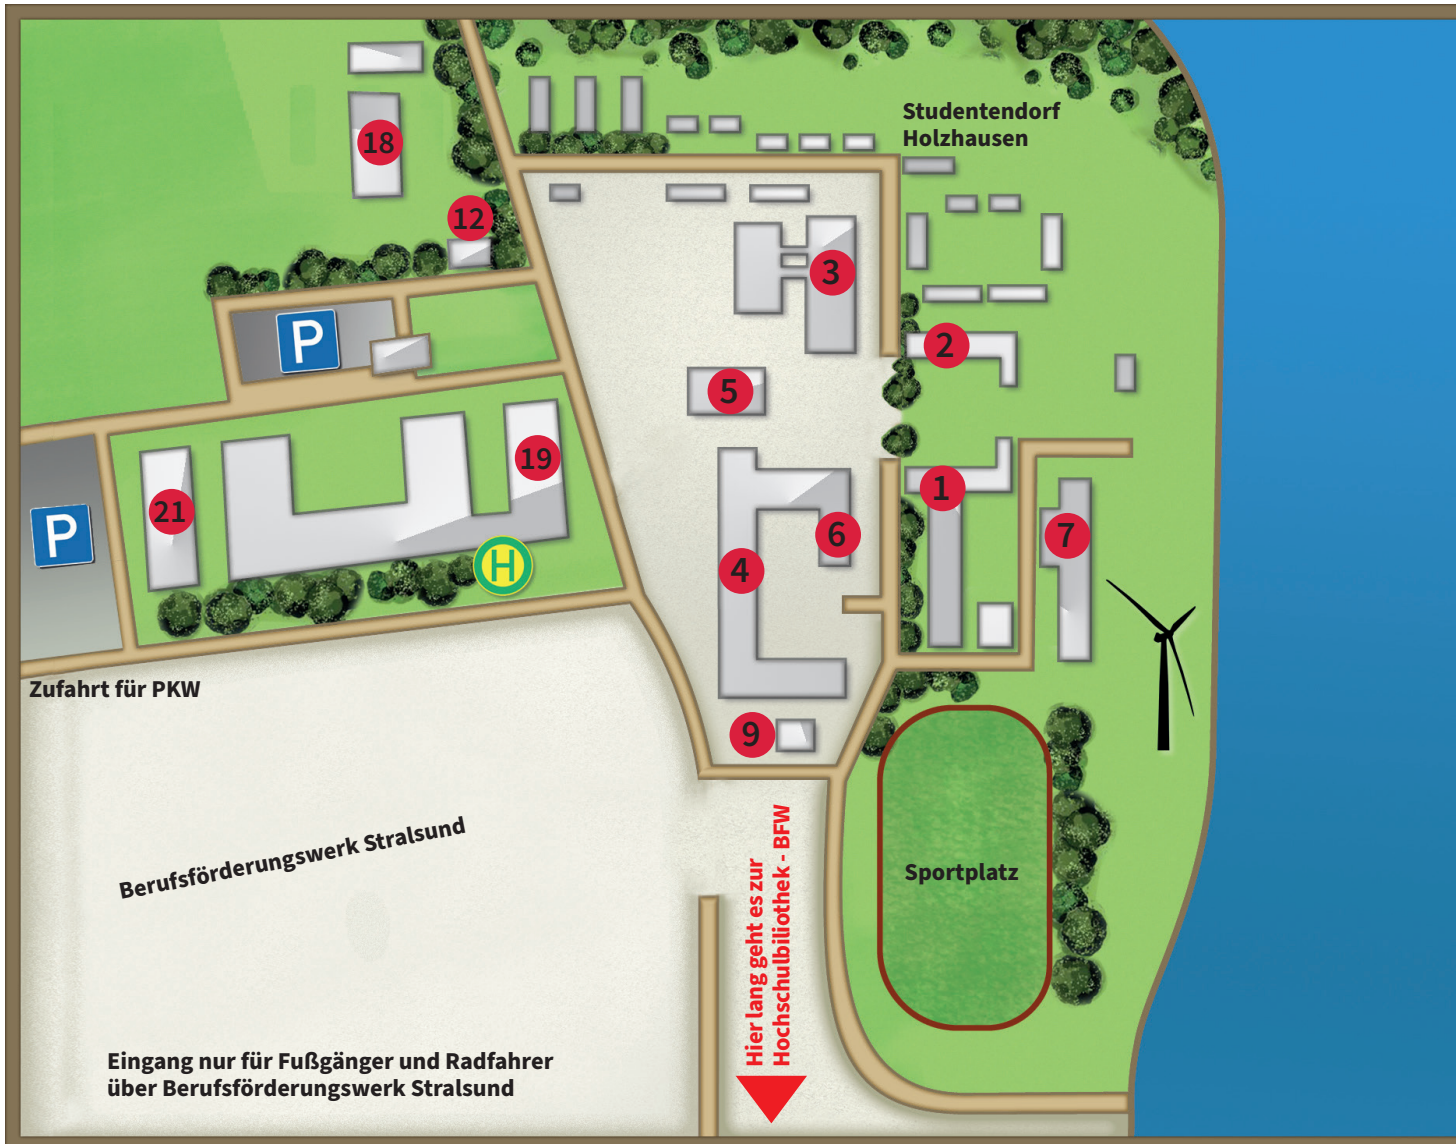 Studentendorf
Holzhausen
18
12
3
P
2
5
19
1
21
P
6
7
H
4
Zufahrt für PKW
9
Berufsförderungswerk Stralsund
Hier lang geht es zur
Hochschulbiliothek - BFW
Sportplatz
Eingang nur für Fußgänger und Radfahrer
über Berufsförderungswerk Stralsund